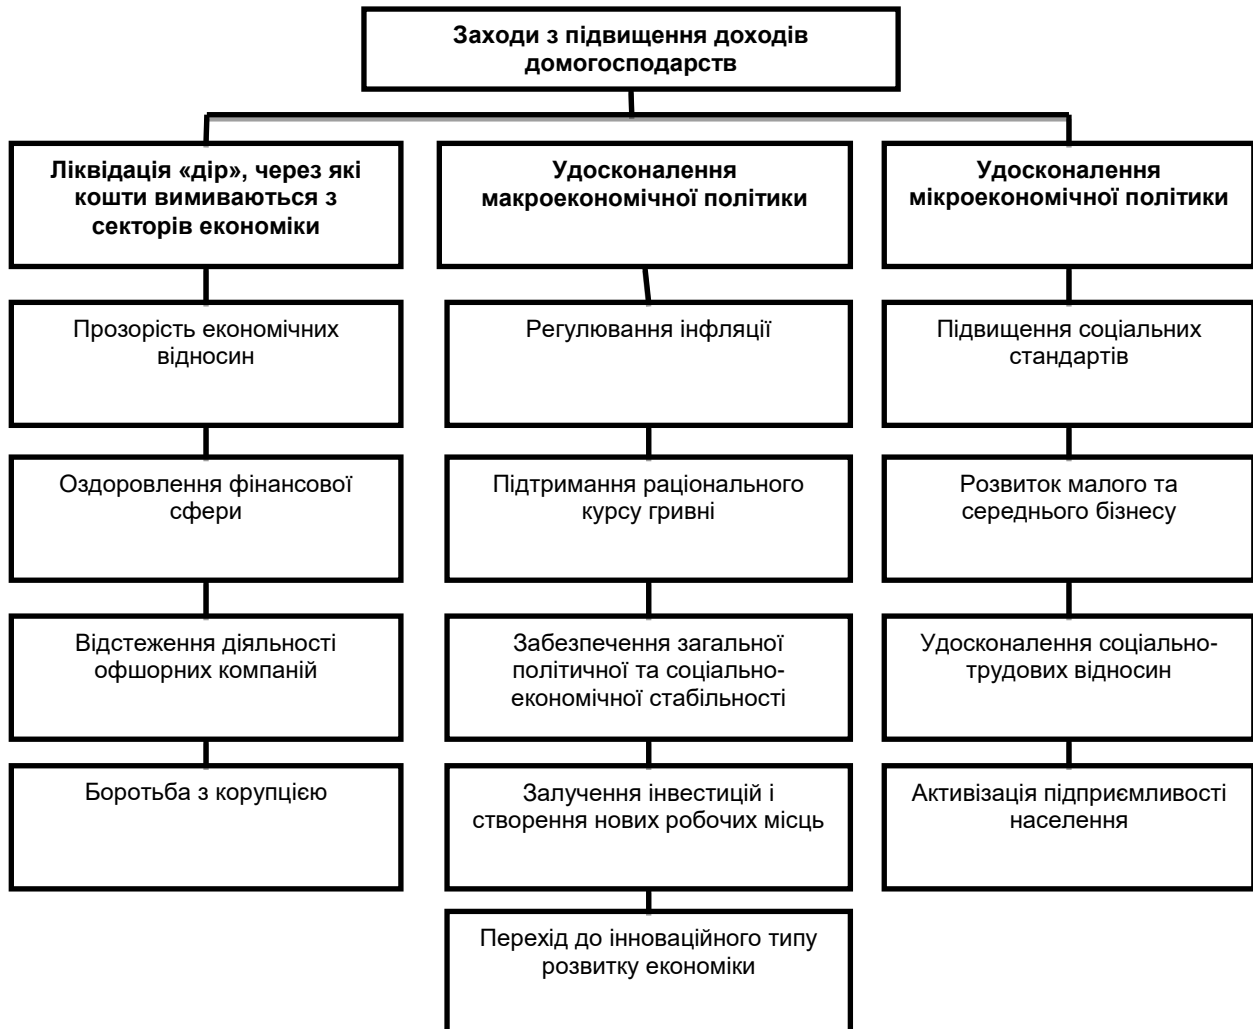 Заходи з підвищення доходів
домогосподарств
Ліквідація «дір», через які
кошти вимиваються з
секторів економіки
Удосконалення
макроекономічної політики
Удосконалення
мікроекономічної політики
Прозорість економічних
відносин
Регулювання інфляції
Підвищення соціальних
стандартів
Оздоровлення фінансової
сфери
Підтримання раціонального
курсу гривні
Розвиток малого та
середнього бізнесу
Відстеження діяльності
офшорних компаній
Забезпечення загальної
політичної та соціально-
економічної стабільності
Удосконалення соціально-
трудових відносин
Боротьба з корупцією
Залучення інвестицій і
створення нових робочих місць
Активізація підприємливості
населення
Перехід до інноваційного типу
розвитку економіки